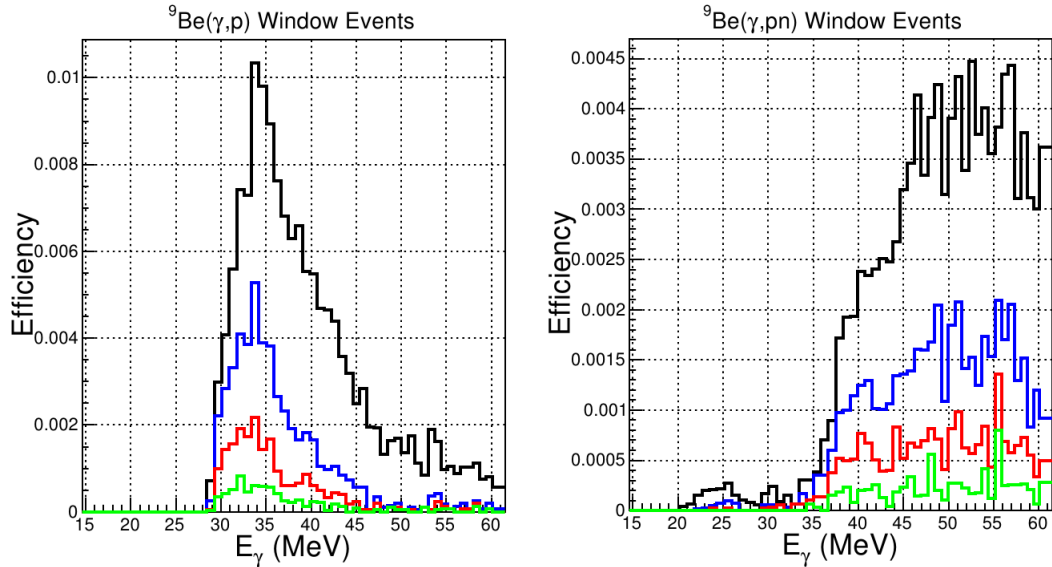 ⁹Be(γ,p) Window Events
Efficiency
0.01
0.008
0.006
0.004
0.002
0
15 20 25 30 35 40 45 50 55 60
E_γ (MeV)
⁹Be(γ,pn) Window Events
Efficiency
0.0045
0.004
0.0035
0.003
0.0025
0.002
0.0015
0.001
0.0005
0
15 20 25 30 35 40 45 50 55 60
E_γ (MeV)